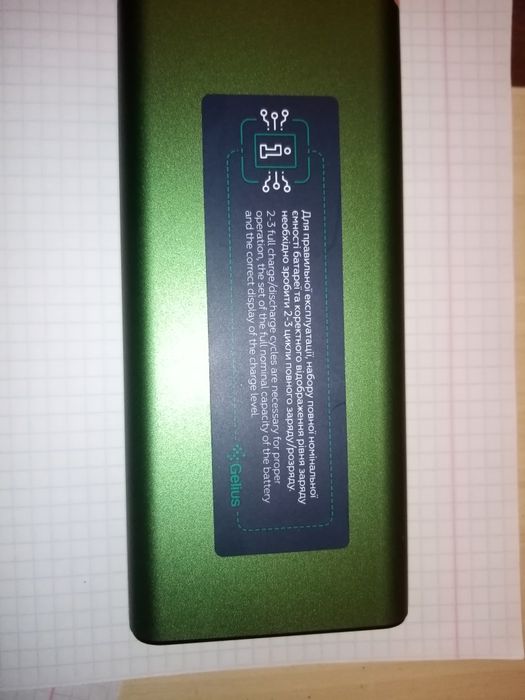 Для правильної експлуатації, набору повної номінальної
ємності батареї та коректного відображення рівня заряду
необхідно зробити 2-3 цикли повного заряду/розряду.
2-3 full charge/discharge cycles are necessary for proper
operation, the set of the full nominal capacity of the battery
and the correct display of the charge level.
Gelius